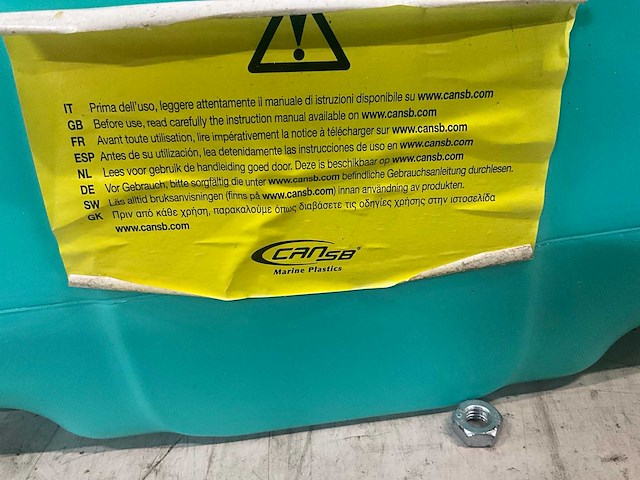 IT Prima dell'uso, leggere attentamente il manuale di istruzioni disponibile su www.cansb.com
GB Before use, read carefully the instruction manual available on www.cansb.com
FR Avant toute utilisation, lire impérativement la notice à télécharger sur www.cansb.com
ESP Antes de su utilización, lea detenidamente las instrucciones de uso en www.cansb.com
NL Lees voor gebruik de handleiding goed door. Deze is beschikbaar op www.cansb.com
DE Vor Gebrauch, bitte sorgfältig die unter www.cansb.com befindliche Gebrauchsanleitung durchlesen.
SW Läs alltid bruksanvisningen (finns på www.cansb.com) innan användning av produkten.
GK Πριν από κάθε χρήση, παρακαλούμε όπως διαβάσετε τις οδηγίες χρήσης στην ιστοσελίδα
www.cansb.com
CANSB®
Marine Plastics